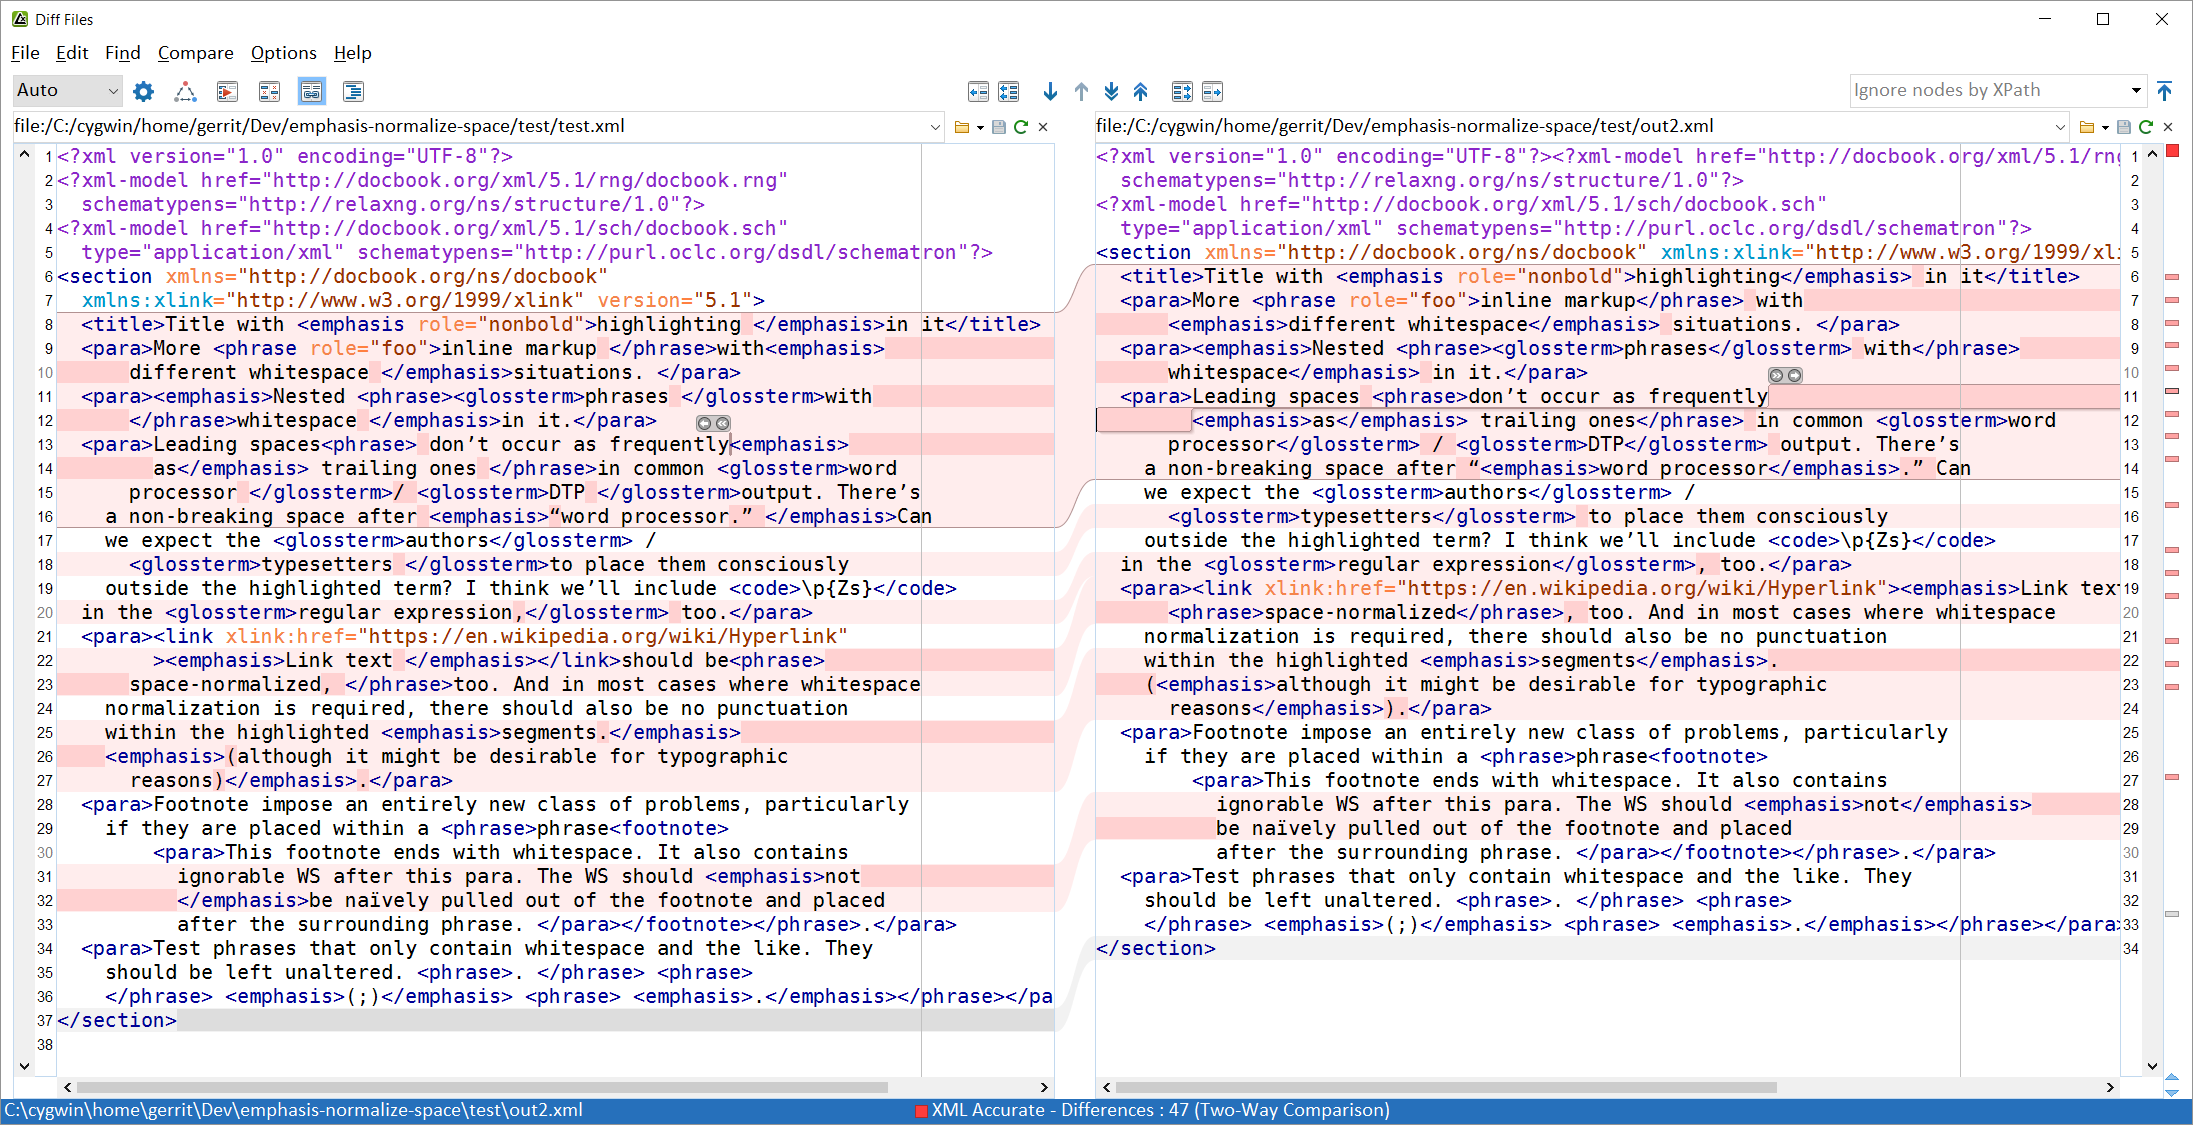 Diff Files
File Edit Find Compare Options Help
Auto
Ignore nodes by XPath
file:/C:/cygwin/home/gerrit/Dev/emphasis-normalize-space/test/test.xml
1 <?xml version="1.0" encoding="UTF-8"?>
2 <?xml-model href="http://docbook.org/xml/5.1/rng/docbook.rng"
3 schematypens="http://relaxng.org/ns/structure/1.0"?>
4 <?xml-model href="http://docbook.org/xml/5.1/sch/docbook.sch"
5 type="application/xml" schematypens="http://purl.oclc.org/dsdl/schematron"?>
6 <section xmlns="http://docbook.org/ns/docbook"
7 xmlns:xlink="http://www.w3.org/1999/xlink" version="5.1">
8 <title>Title with <emphasis role="nonbold">highlighting </emphasis>in it</title>
9 <para>More <phrase role="foo">inline markup </phrase>with<emphasis>
10 different whitespace </emphasis>situations. </para>
11 <para><emphasis>Nested <phrase><glossterm>phrases </glossterm>with
12 </phrase>whitespace </emphasis>in it.</para>
13 <para>Leading spaces<phrase> don’t occur as frequently<emphasis>
14 as</emphasis> trailing ones </phrase>in common <glossterm>word
15 processor </glossterm>/ <glossterm>DTP </glossterm>output. There’s
16 a non-breaking space after <emphasis>“word processor.” </emphasis>Can
17 we expect the <glossterm>authors</glossterm> /
18 <glossterm>typesetters </glossterm>to place them consciously
19 outside the highlighted term? I think we’ll include <code>\p{Zs}</code>
20 in the <glossterm>regular expression,</glossterm> too.</para>
21 <para><link xlink:href="https://en.wikipedia.org/wiki/Hyperlink"
22 ><emphasis>Link text </emphasis></link>should be<phrase>
23 space-normalized, </phrase>too. And in most cases where whitespace
24 normalization is required, there should also be no punctuation
25 within the highlighted <emphasis>segments.</emphasis>
26 <emphasis>(although it might be desirable for typographic
27 reasons)</emphasis>.</para>
28 <para>Footnote impose an entirely new class of problems, particularly
29 if they are placed within a <phrase>phrase<footnote>
30 <para>This footnote ends with whitespace. It also contains
31 ignorable WS after this para. The WS should <emphasis>not
32 </emphasis>be naïvely pulled out of the footnote and placed
33 after the surrounding phrase. </para></footnote></phrase>.</para>
34 <para>Test phrases that only contain whitespace and the like. They
35 should be left unaltered. <phrase>. </phrase> <phrase>
36 </phrase> <emphasis>(;)</emphasis> <phrase> <emphasis>.</emphasis></phrase></pa
37 </section>
38
file:/C:/cygwin/home/gerrit/Dev/emphasis-normalize-space/test/out2.xml
<?xml version="1.0" encoding="UTF-8"?><?xml-model href="http://docbook.org/xml/5.1/rn 1
schematypens="http://relaxng.org/ns/structure/1.0"?> 2
<?xml-model href="http://docbook.org/xml/5.1/sch/docbook.sch" 3
type="application/xml" schematypens="http://purl.oclc.org/dsdl/schematron"?> 4
<section xmlns="http://docbook.org/ns/docbook" xmlns:xlink="http://www.w3.org/1999/xl 5
<title>Title with <emphasis role="nonbold">highlighting</emphasis> in it</title> 6
<para>More <phrase role="foo">inline markup</phrase> with 7
<emphasis>different whitespace</emphasis> situations. </para> 8
<para><emphasis>Nested <phrase><glossterm>phrases</glossterm> with</phrase> 9
whitespace</emphasis> in it.</para> 10
<para>Leading spaces <phrase>don’t occur as frequently 11
<emphasis>as</emphasis> trailing ones</phrase> in common <glossterm>word 12
processor</glossterm> / <glossterm>DTP</glossterm> output. There’s 13
a non-breaking space after “<emphasis>word processor</emphasis>.” Can 14
we expect the <glossterm>authors</glossterm> / 15
<glossterm>typesetters</glossterm> to place them consciously 16
outside the highlighted term? I think we’ll include <code>\p{Zs}</code> 17
in the <glossterm>regular expression</glossterm>, too.</para> 18
<para><link xlink:href="https://en.wikipedia.org/wiki/Hyperlink"><emphasis>Link tex 19
<phrase>space-normalized</phrase>, too. And in most cases where whitespace 20
normalization is required, there should also be no punctuation 21
within the highlighted <emphasis>segments</emphasis>. 22
(<emphasis>although it might be desirable for typographic 23
reasons</emphasis>).</para> 24
<para>Footnote impose an entirely new class of problems, particularly 25
if they are placed within a <phrase>phrase<footnote> 26
<para>This footnote ends with whitespace. It also contains 27
ignorable WS after this para. The WS should <emphasis>not</emphasis> 28
be naïvely pulled out of the footnote and placed 29
after the surrounding phrase. </para></footnote></phrase>.</para> 30
<para>Test phrases that only contain whitespace and the like. They 31
should be left unaltered. <phrase>. </phrase> <phrase> 32
</phrase> <emphasis>(;)</emphasis> <phrase> <emphasis>.</emphasis></phrase></para 33
</section> 34
C:\cygwin\home\gerrit\Dev\emphasis-normalize-space\test\out2.xml
XML Accurate - Differences : 47 (Two-Way Comparison)